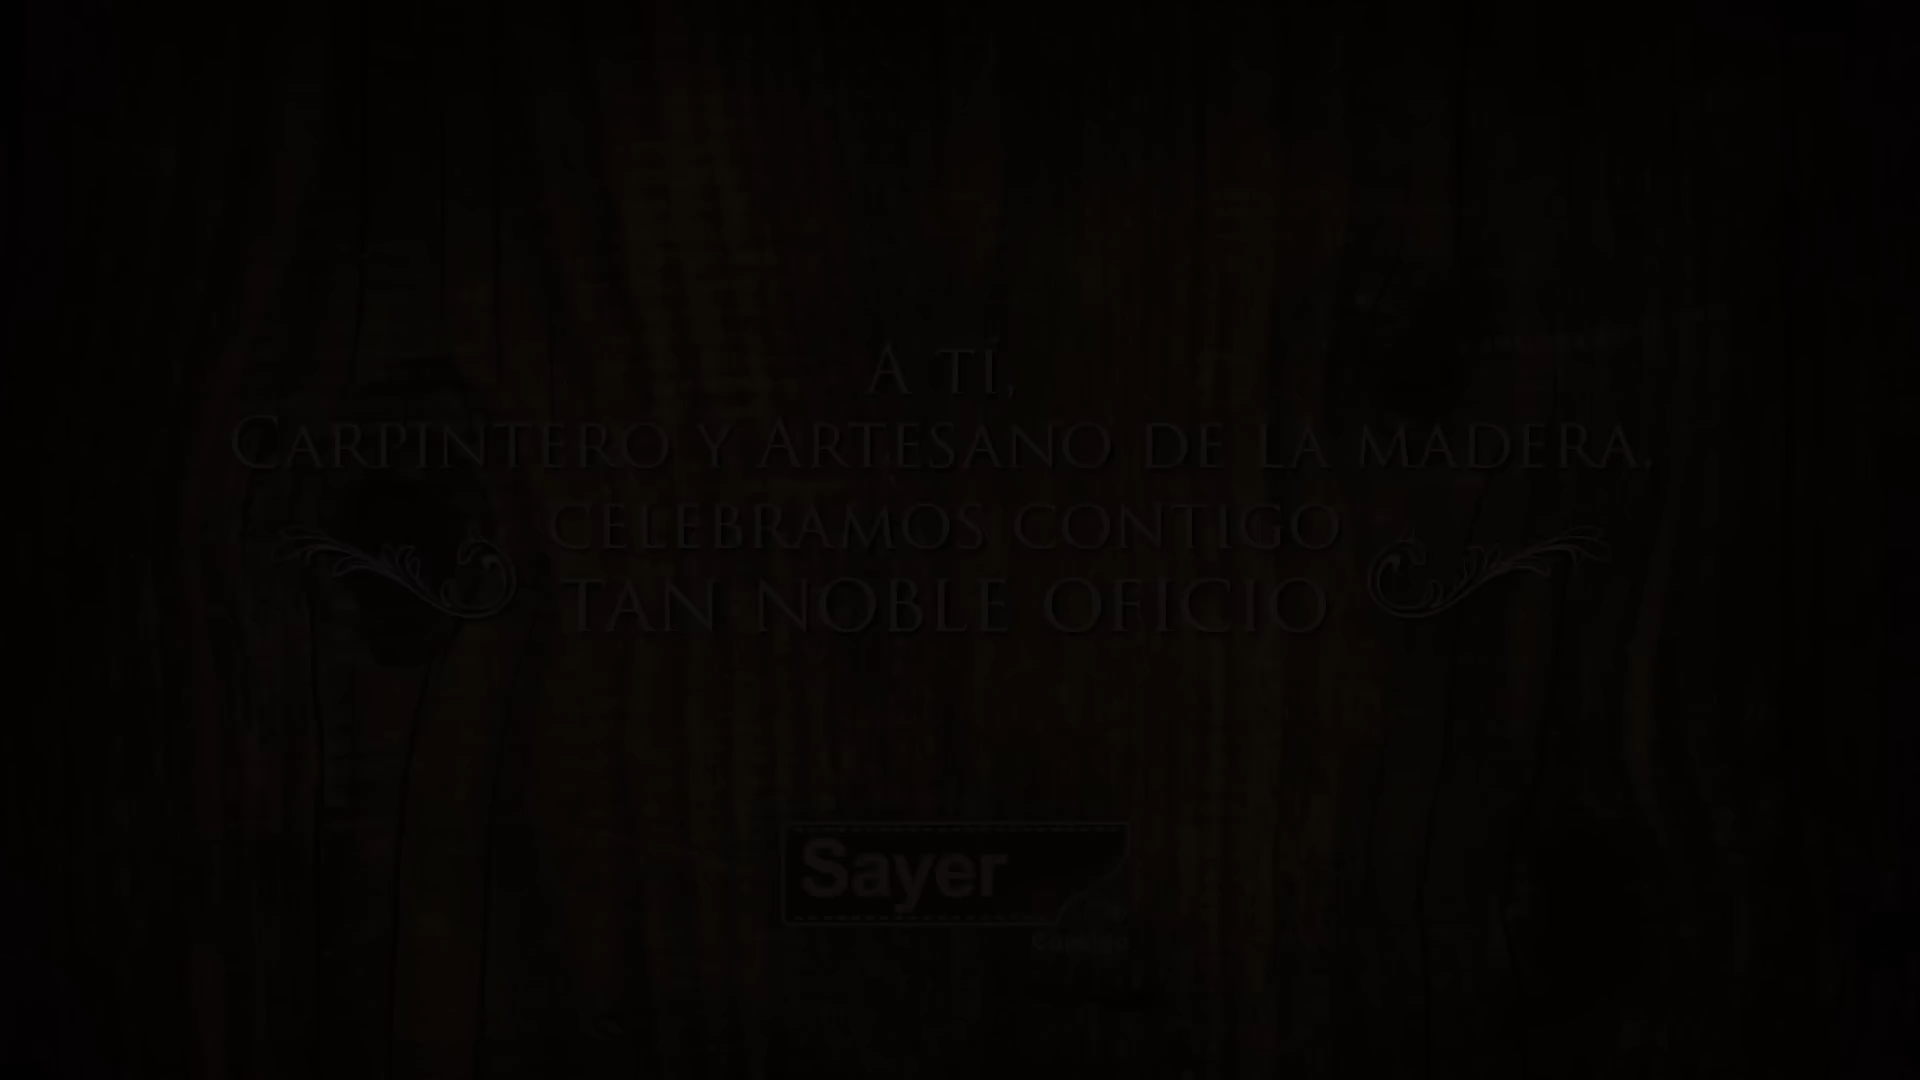 A TÍ,
CARPINTERO Y ARTESANO DE LA MADERA,
CELEBRAMOS CONTIGO
TAN NOBLE OFICIO
Sayer